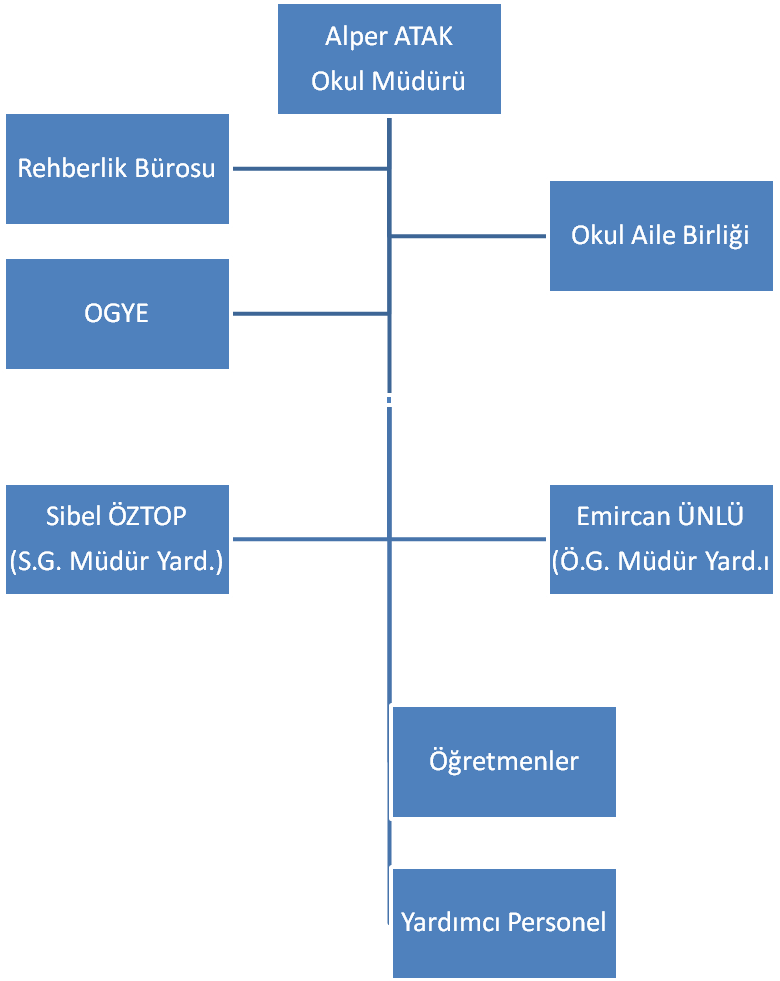 Alper ATAK
Okul Müdürü
Rehberlik Bürosu
Okul Aile Birliği
OGYE
Sibel ÖZTOP
(S.G. Müdür Yard.)
Emircan ÜNLÜ
(Ö.G. Müdür Yard.ı
Öğretmenler
Yardımcı Personel